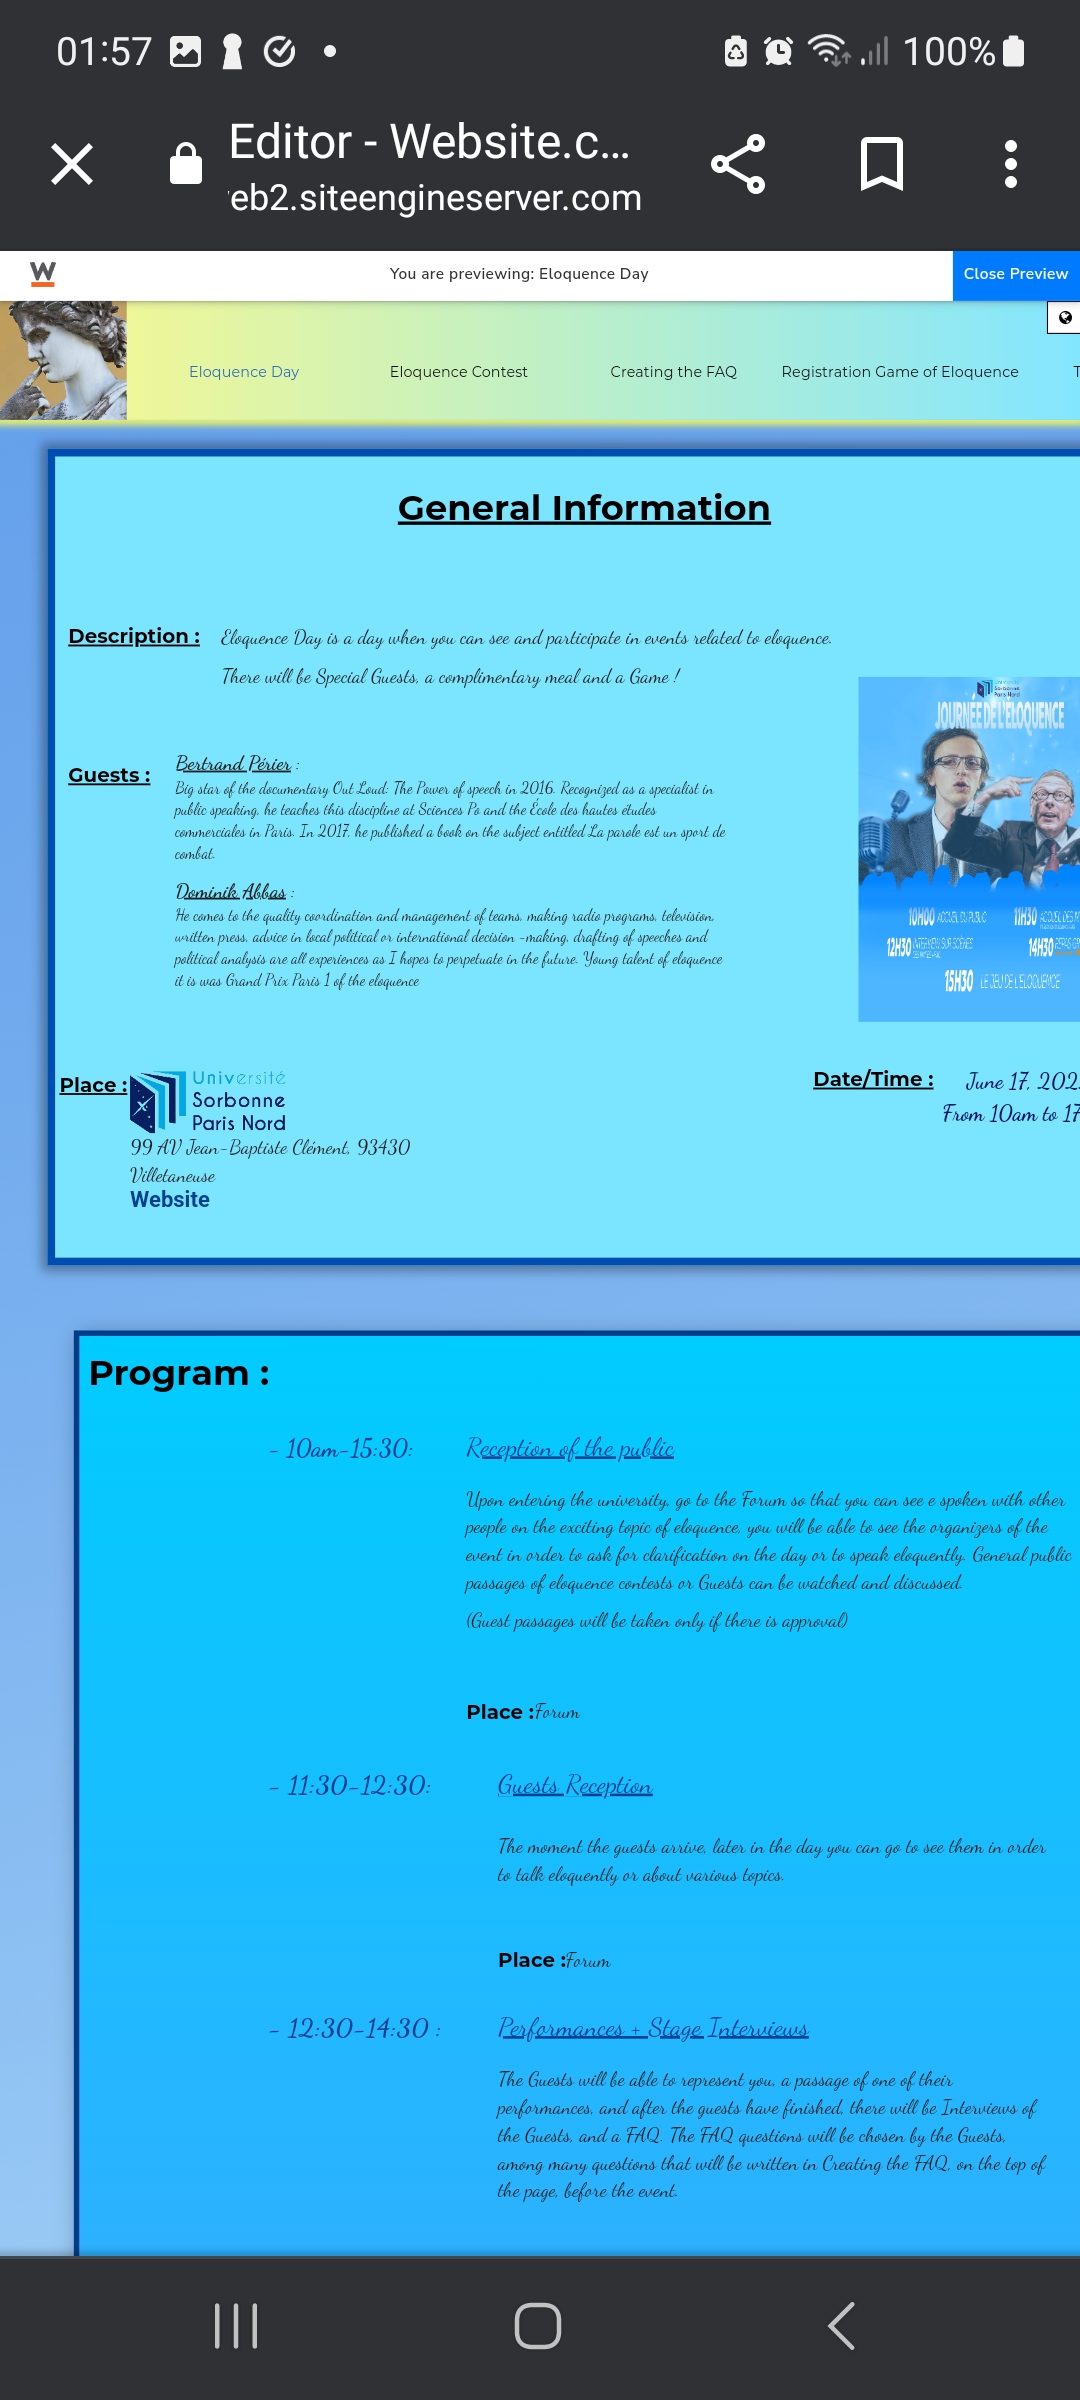 01:57
100%
Editor - Website.c...
eb2.siteengineserver.com
You are previewing: Eloquence Day
Close Preview
Eloquence Day Eloquence Contest Creating the FAQ Registration Game of Eloquence T
General Information
Description : Eloquence Day is a day when you can see and participate in events related to eloquence.
There will be Special Guests, a complimentary meal and a Game !
Université
Sorbonne
Paris Nord
JOURNÉE DE L'ÉLOQUENCE
Guests :
Bertrand Périer :
Big star of the documentary Out Loud: The Power of speech in 2016. Recognized as a specialist in
public speaking, he teaches this discipline at Sciences Po and the École des hautes études
commerciales in Paris. In 2017, he published a book on the subject entitled La parole est un sport de
combat.
Dominik Abbas :
He comes to the quality coordination and management of teams, making radio programs, television,
written press, advice in local political or international decision -making, drafting of speeches and
political analysis are all experiences as I hopes to perpetuate in the future. Young talent of eloquence
it is was Grand Prix Paris 1 of the eloquence
10H00 ACCUEIL DU PUBLIC 11H30 ACCUEIL DES
12H30 INTERVIEW SUR SCÈNES 14H30 REPAS
15H30 LE JEU DE L'ELOQUENCE
Place :
Université
Sorbonne
Paris Nord
99 AV Jean-Baptiste Clément, 93430
Villetaneuse
Website
Date/Time : June 17, 202
From 10am to 17
Program :
- 10am-15:30: Reception of the public
Upon entering the university, go to the Forum so that you can see e spoken with other
people on the exciting topic of eloquence, you will be able to see the organizers of the
event in order to ask for clarification on the day or to speak eloquently. General public
passages of eloquence contests or Guests can be watched and discussed.
(Guest passages will be taken only if there is approval)
Place :Forum
- 11:30-12:30: Guests Reception
The moment the guests arrive, later in the day you can go to see them in order
to talk eloquently or about various topics.
Place :Forum
- 12:30-14:30 : Performances + Stage Interviews
The Guests will be able to represent you, a passage of one of their
performances, and after the guests have finished, there will be Interviews of
the Guests, and a FAQ. The FAQ questions will be chosen by the Guests,
among many questions that will be written in Creating the FAQ, on the top of
the page, before the event.